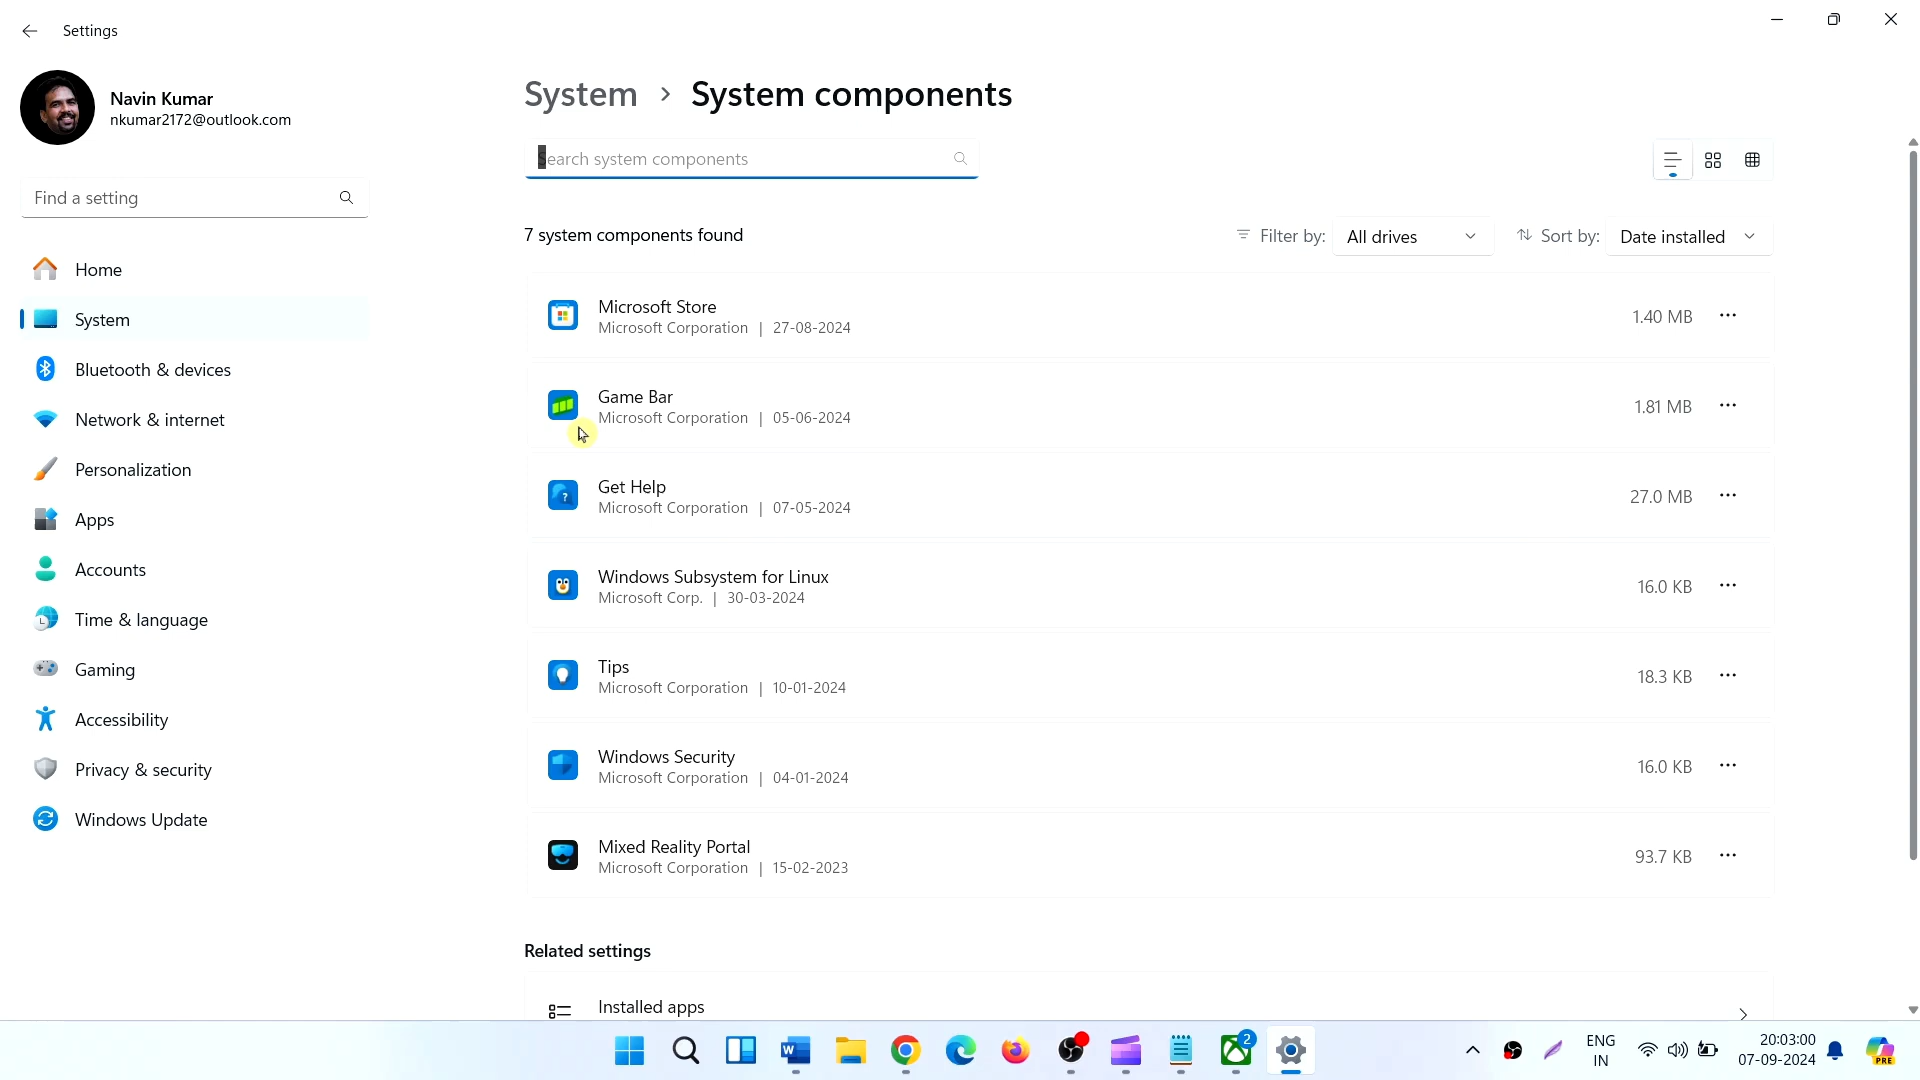 Settings
Navin Kumar
nkumar2172@outlook.com
Find a setting
Home
System
Bluetooth & devices
Network & internet
Personalization
Apps
Accounts
Time & language
Gaming
Accessibility
Privacy & security
Windows Update
System > System components
Search system components
7 system components found
Filter by: All drives
Sort by: Date installed
Microsoft Store
Microsoft Corporation | 27-08-2024
1.40 MB
Game Bar
Microsoft Corporation | 05-06-2024
1.81 MB
Get Help
Microsoft Corporation | 07-05-2024
27.0 MB
Windows Subsystem for Linux
Microsoft Corp. | 30-03-2024
16.0 KB
Tips
Microsoft Corporation | 10-01-2024
18.3 KB
Windows Security
Microsoft Corporation | 04-01-2024
16.0 KB
Mixed Reality Portal
Microsoft Corporation | 15-02-2023
93.7 KB
Related settings
Installed apps
W
2
ENG
IN
20:03:00
07-09-2024
PRE